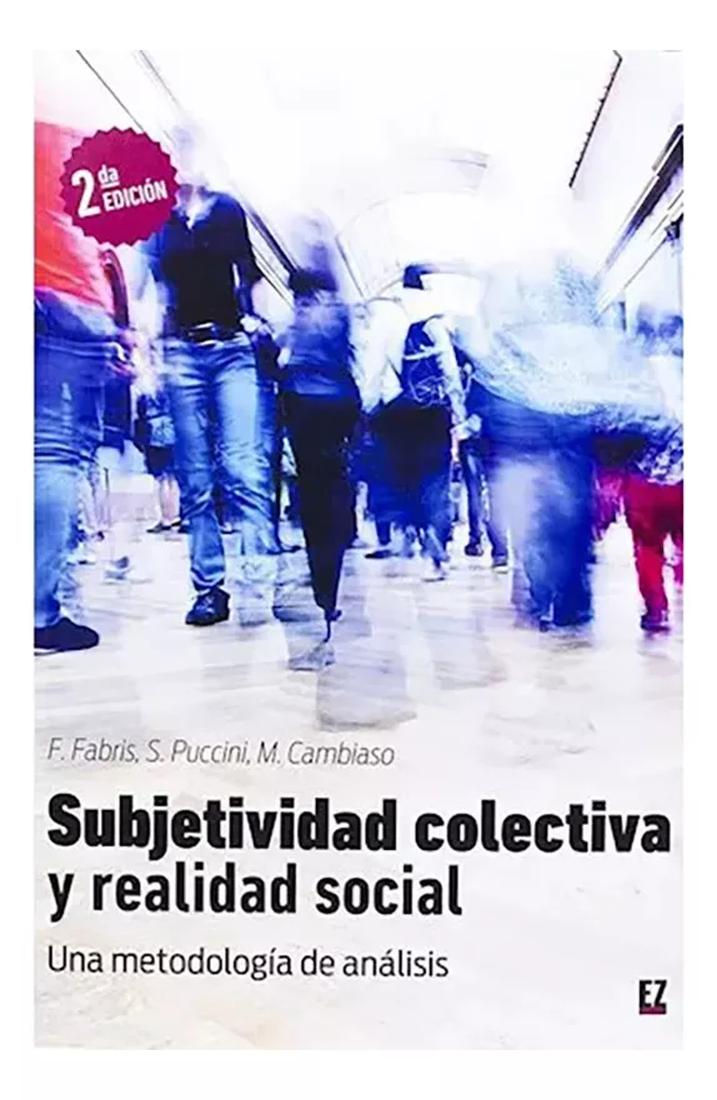 2da
EDICIÓN
F. Fabris, S. Puccini, M. Cambiaso
Subjetividad colectiva
y realidad social
Una metodología de análisis
EZ